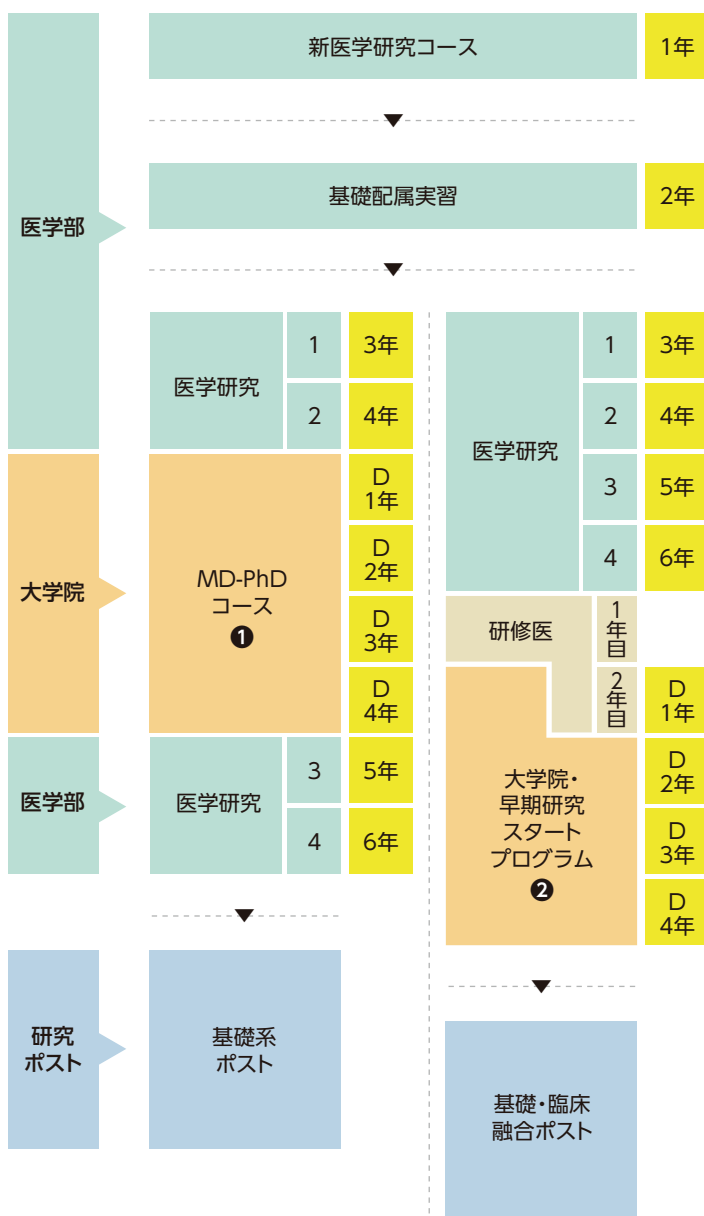 医学部
新医学研究コース
1年
基礎配属実習
2年
医学研究
1
3年
2
4年
大学院
MD-PhD
コース
❶
D
1年
D
2年
D
3年
D
4年
医学部
医学研究
3
5年
4
6年
研究
ポスト
基礎系
ポスト
医学研究
1
3年
2
4年
3
5年
4
6年
研修医
1
年
目
2
年
目
大学院・
早期研究
スタート
プログラム
❷
D
1年
D
2年
D
3年
D
4年
基礎・臨床
融合ポスト